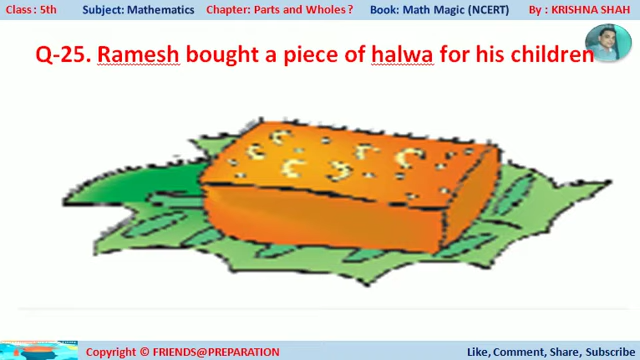 Class : 5th Subject: Mathematics Chapter: Parts and Wholes ? Book: Math Magic (NCERT) By : KRISHNA SHAH
Q-25. Ramesh bought a piece of halwa for his children
Copyright © FRIENDS@PREPARATION Like, Comment, Share, Subscribe